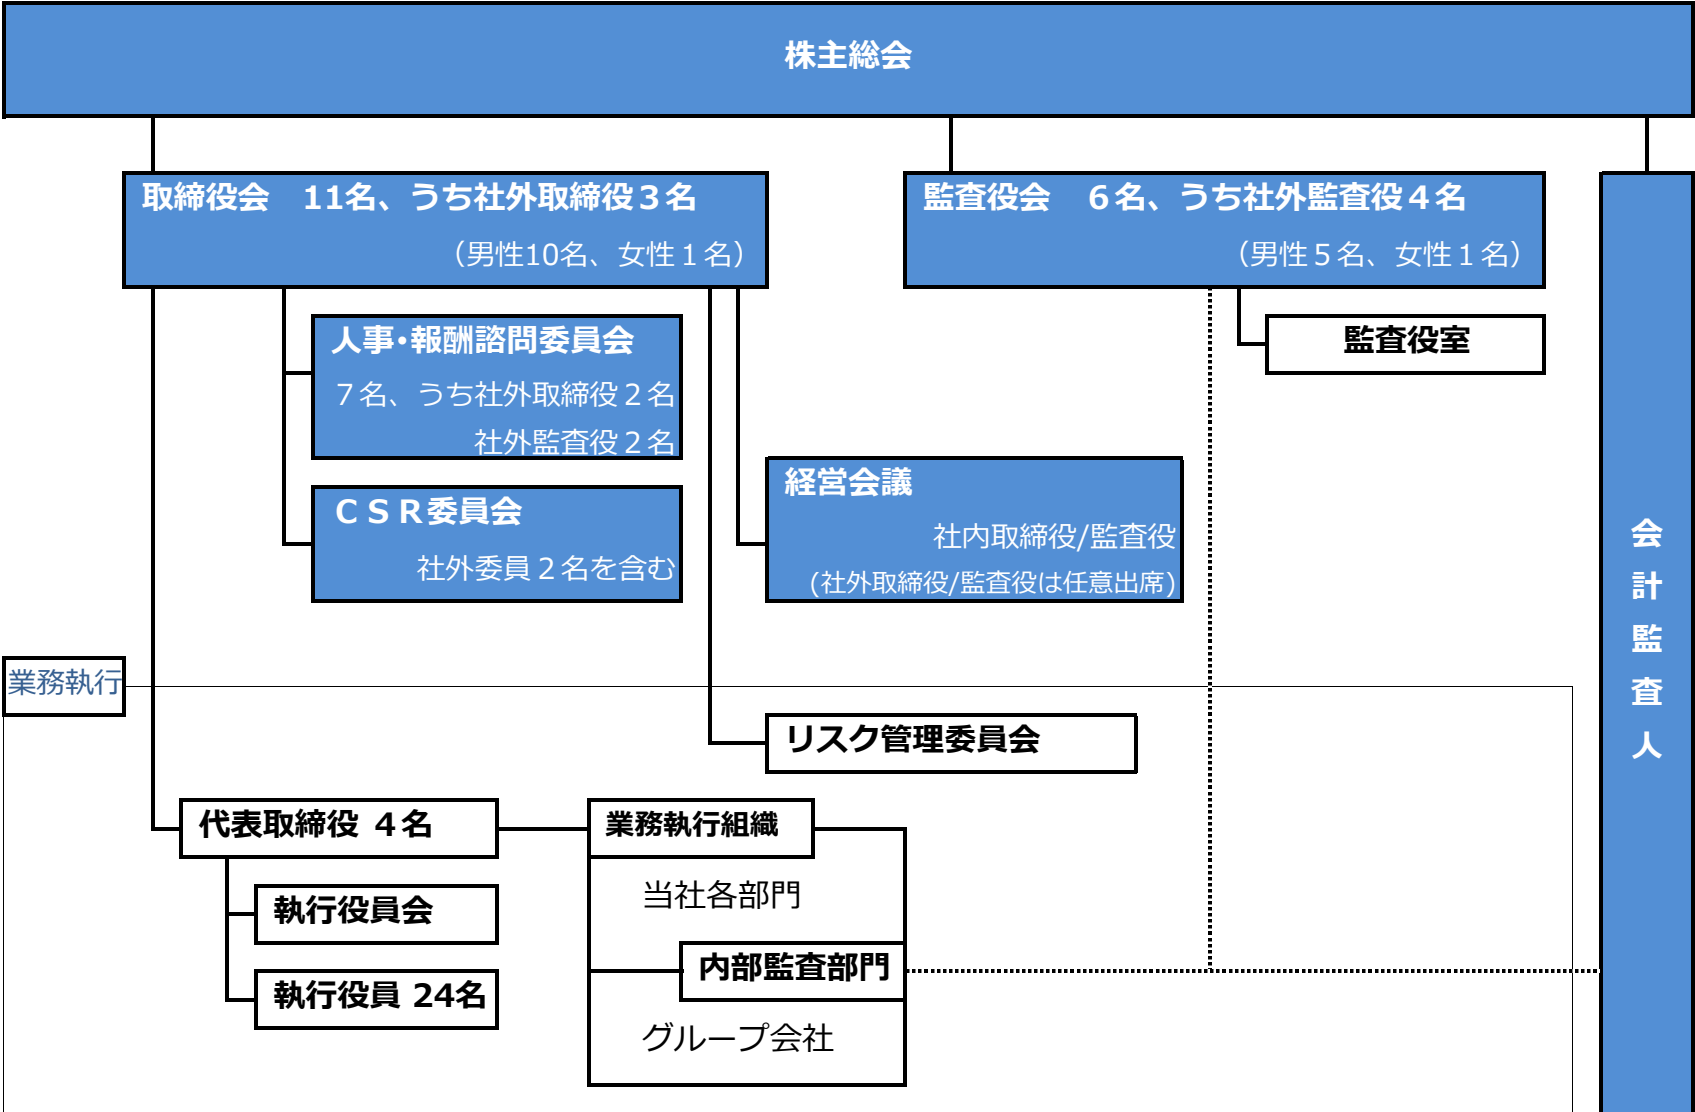 株主総会
取締役会　11名、うち社外取締役３名
（男性10名、女性１名）
監査役会　６名、うち社外監査役４名
（男性５名、女性１名）
人事・報酬諮問委員会
７名、うち社外取締役２名
社外監査役２名
監査役室
ＣＳＲ委員会
社外委員２名を含む
経営会議
社内取締役/監査役
(社外取締役/監査役は任意出席)
会
計
監
査
人
業務執行
リスク管理委員会
代表取締役 ４名
業務執行組織
当社各部門
執行役員会
内部監査部門
執行役員 24名
グループ会社